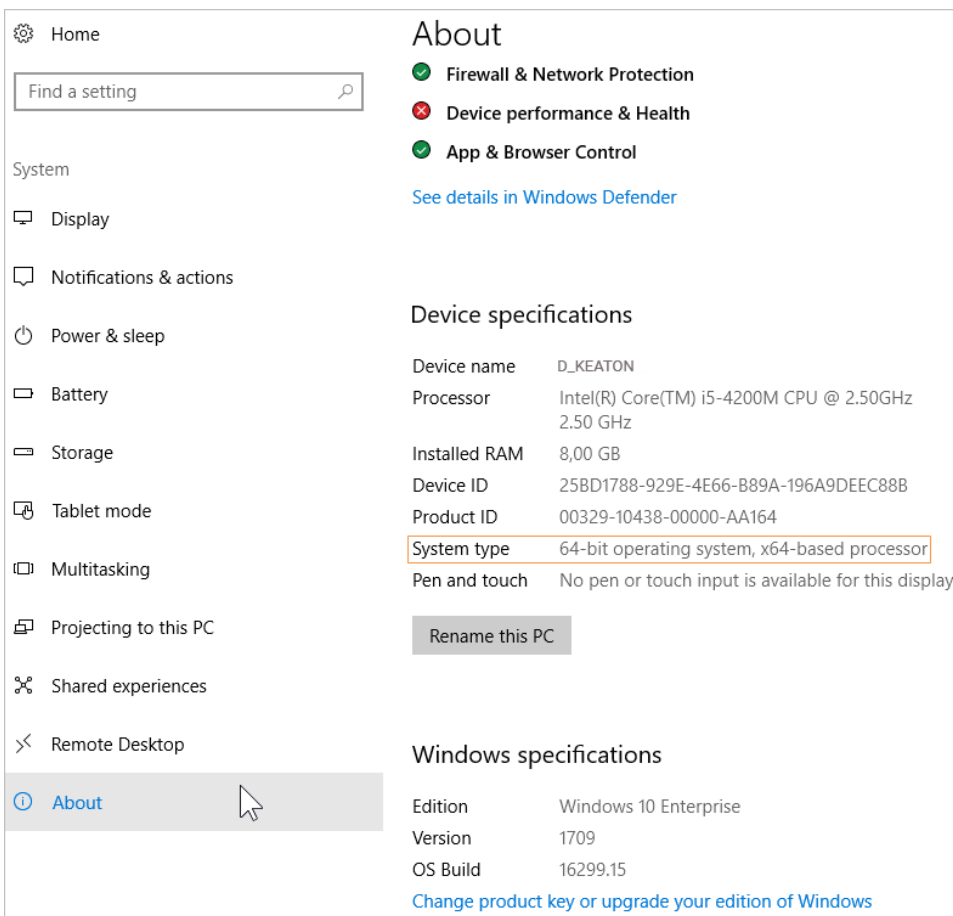 Home
Find a setting
System
Display
Notifications & actions
Power & sleep
Battery
Storage
Tablet mode
Multitasking
Projecting to this PC
Shared experiences
Remote Desktop
About
About
Firewall & Network Protection
Device performance & Health
App & Browser Control
See details in Windows Defender
Device specifications
Device name D_KEATON
Processor Intel(R) Core(TM) i5-4200M CPU @ 2.50GHz
2.50 GHz
Installed RAM 8,00 GB
Device ID 25BD1788-929E-4E66-B89A-196A9DEEC88B
Product ID 00329-10438-00000-AA164
System type 64-bit operating system, x64-based processor
Pen and touch No pen or touch input is available for this display
Rename this PC
Windows specifications
Edition Windows 10 Enterprise
Version 1709
OS Build 16299.15
Change product key or upgrade your edition of Windows